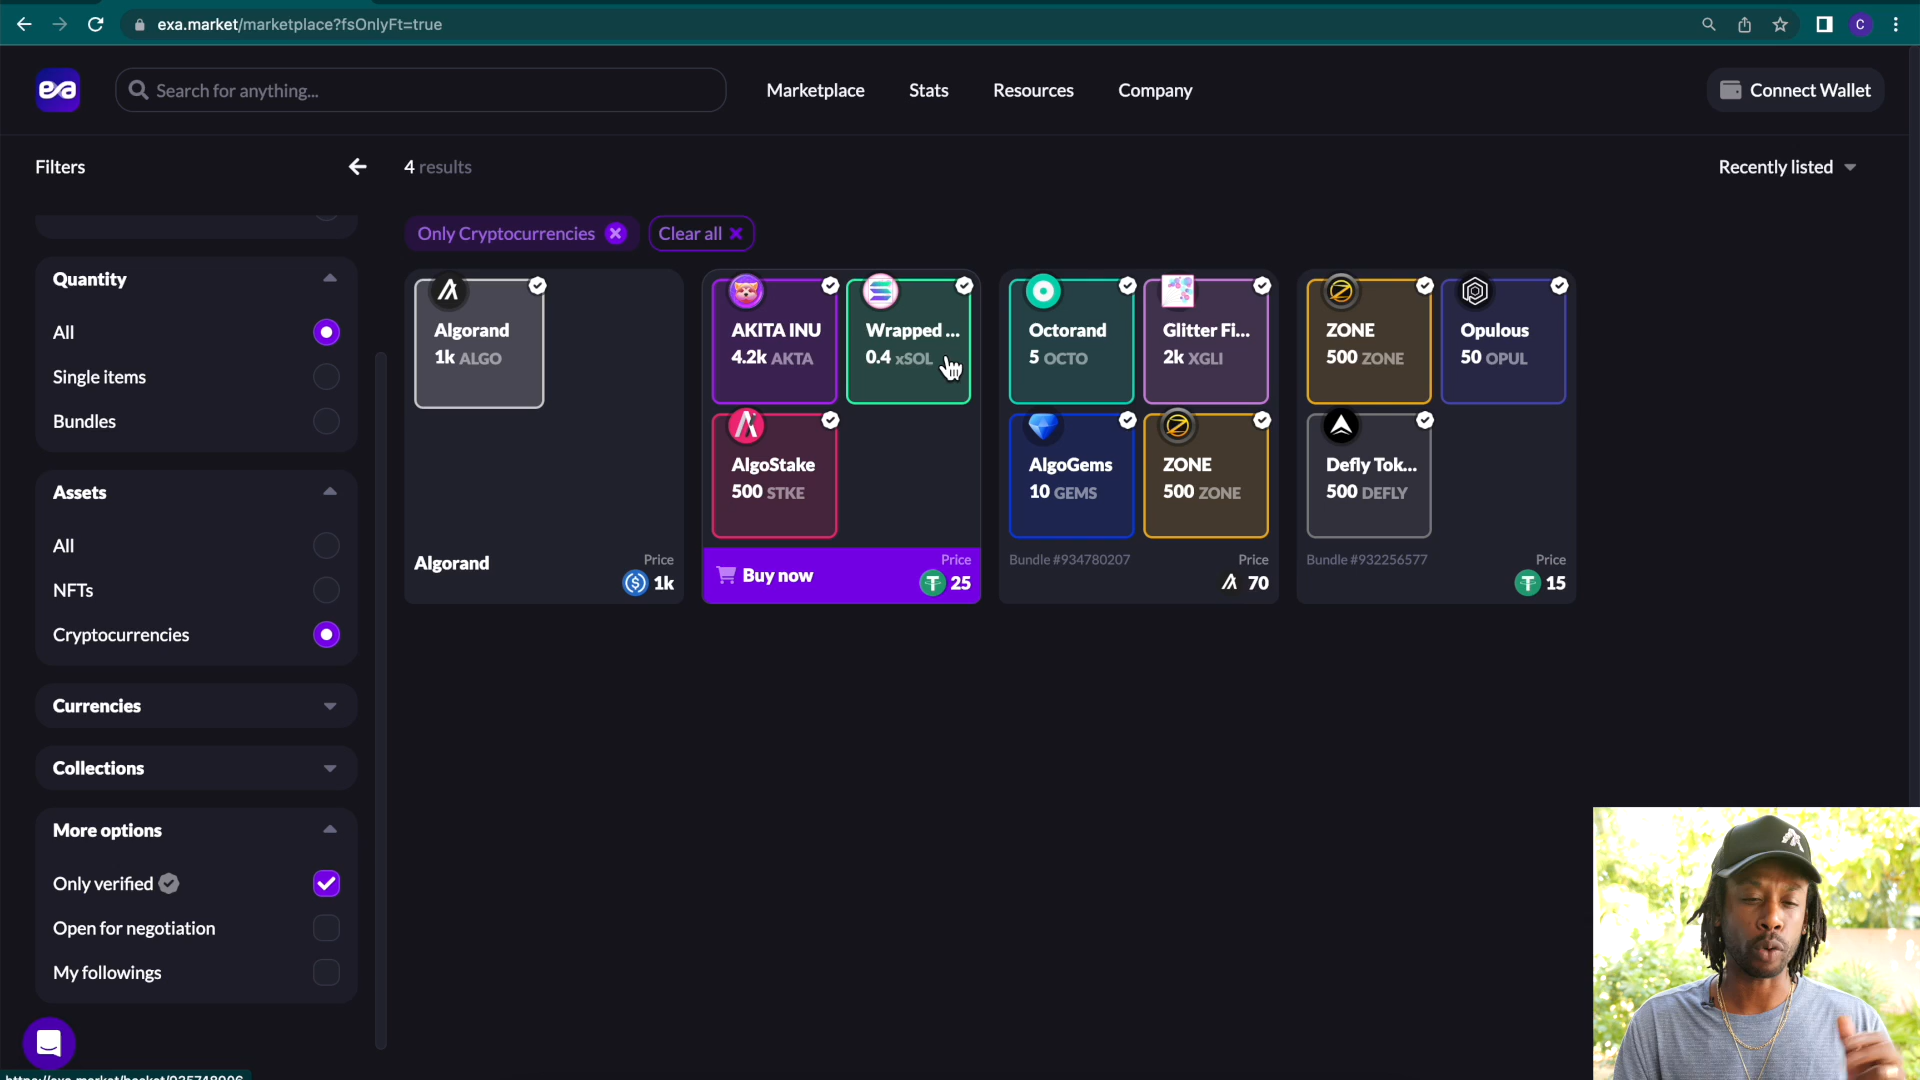 exa.market/marketplace?fsOnlyFt=true
C
exa
Search for anything...
Marketplace
Stats
Resources
Company
Connect Wallet
Filters
4 results
Recently listed
Only Cryptocurrencies
Clear all
Quantity
All
Single items
Bundles
Assets
All
NFTs
Cryptocurrencies
Currencies
Collections
More options
Only verified
Open for negotiation
My followings
Algorand
1k ALGO
Algorand
Price
1k
AKITA INU
4.2k AKTA
Wrapped ...
0.4 xSOL
AlgoStake
500 STKE
Buy now
Price
25
Octorand
5 OCTO
Glitter Fi...
2k XGLI
AlgoGems
10 GEMS
ZONE
500 ZONE
Bundle #934780207
Price
70
ZONE
500 ZONE
Opulous
50 OPUL
Defly Tok...
500 DEFLY
Bundle #932256577
Price
15